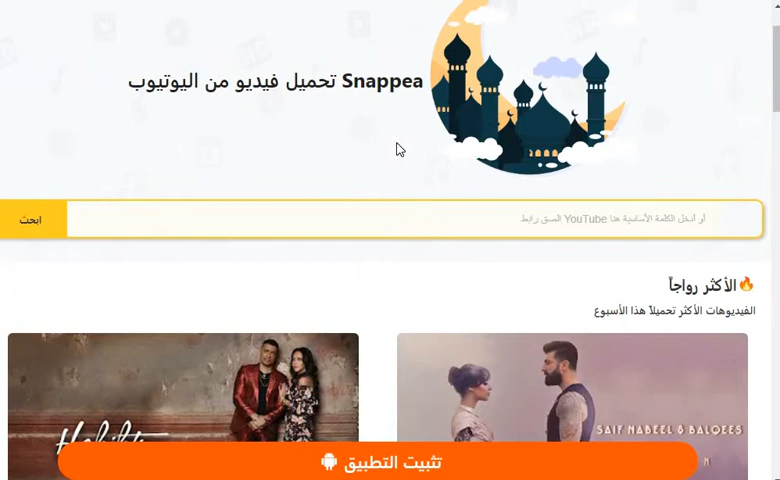 Snappea تحميل فيديو من اليوتيوب
أو أدخل الكلمة الأساسية هنا YouTube الصق رابط
ابحث
🔥الأكثر رواجاً
الفيديوهات الأكثر تحميلاً هذا الأسبوع
Habibti
SAIF NABEEL & BALQEES
تثبيت التطبيق